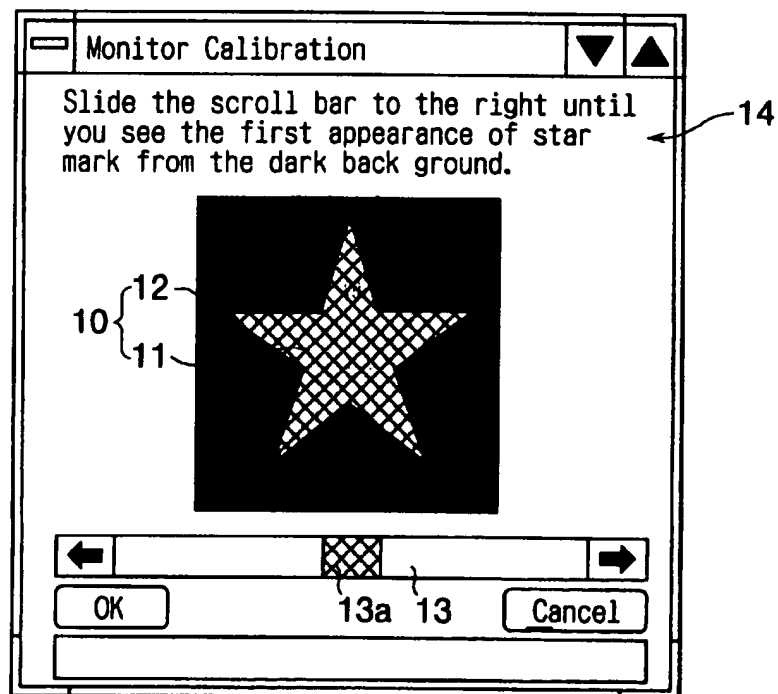 Monitor Calibration
Slide the scroll bar to the right until
you see the first appearance of star
mark from the dark back ground.
14
12
10
11
OK
13a
13
Cancel